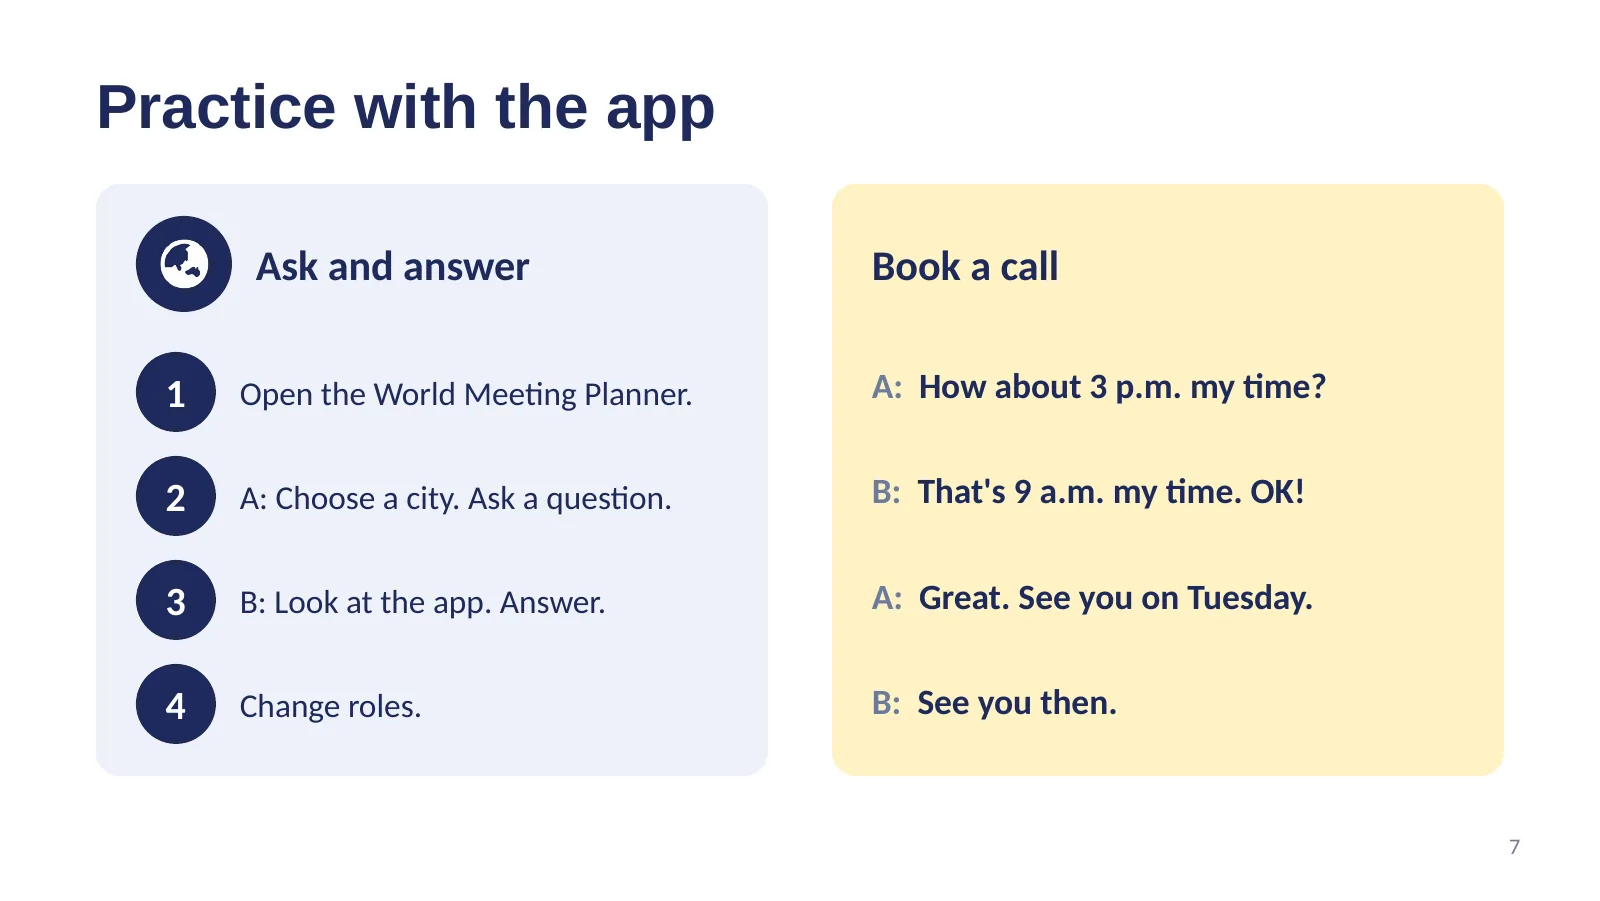 Practice with the app
Ask and answer
1 Open the World Meeting Planner.
2 A: Choose a city. Ask a question.
3 B: Look at the app. Answer.
4 Change roles.
Book a call
A: How about 3 p.m. my time?
B: That's 9 a.m. my time. OK!
A: Great. See you on Tuesday.
B: See you then.
7